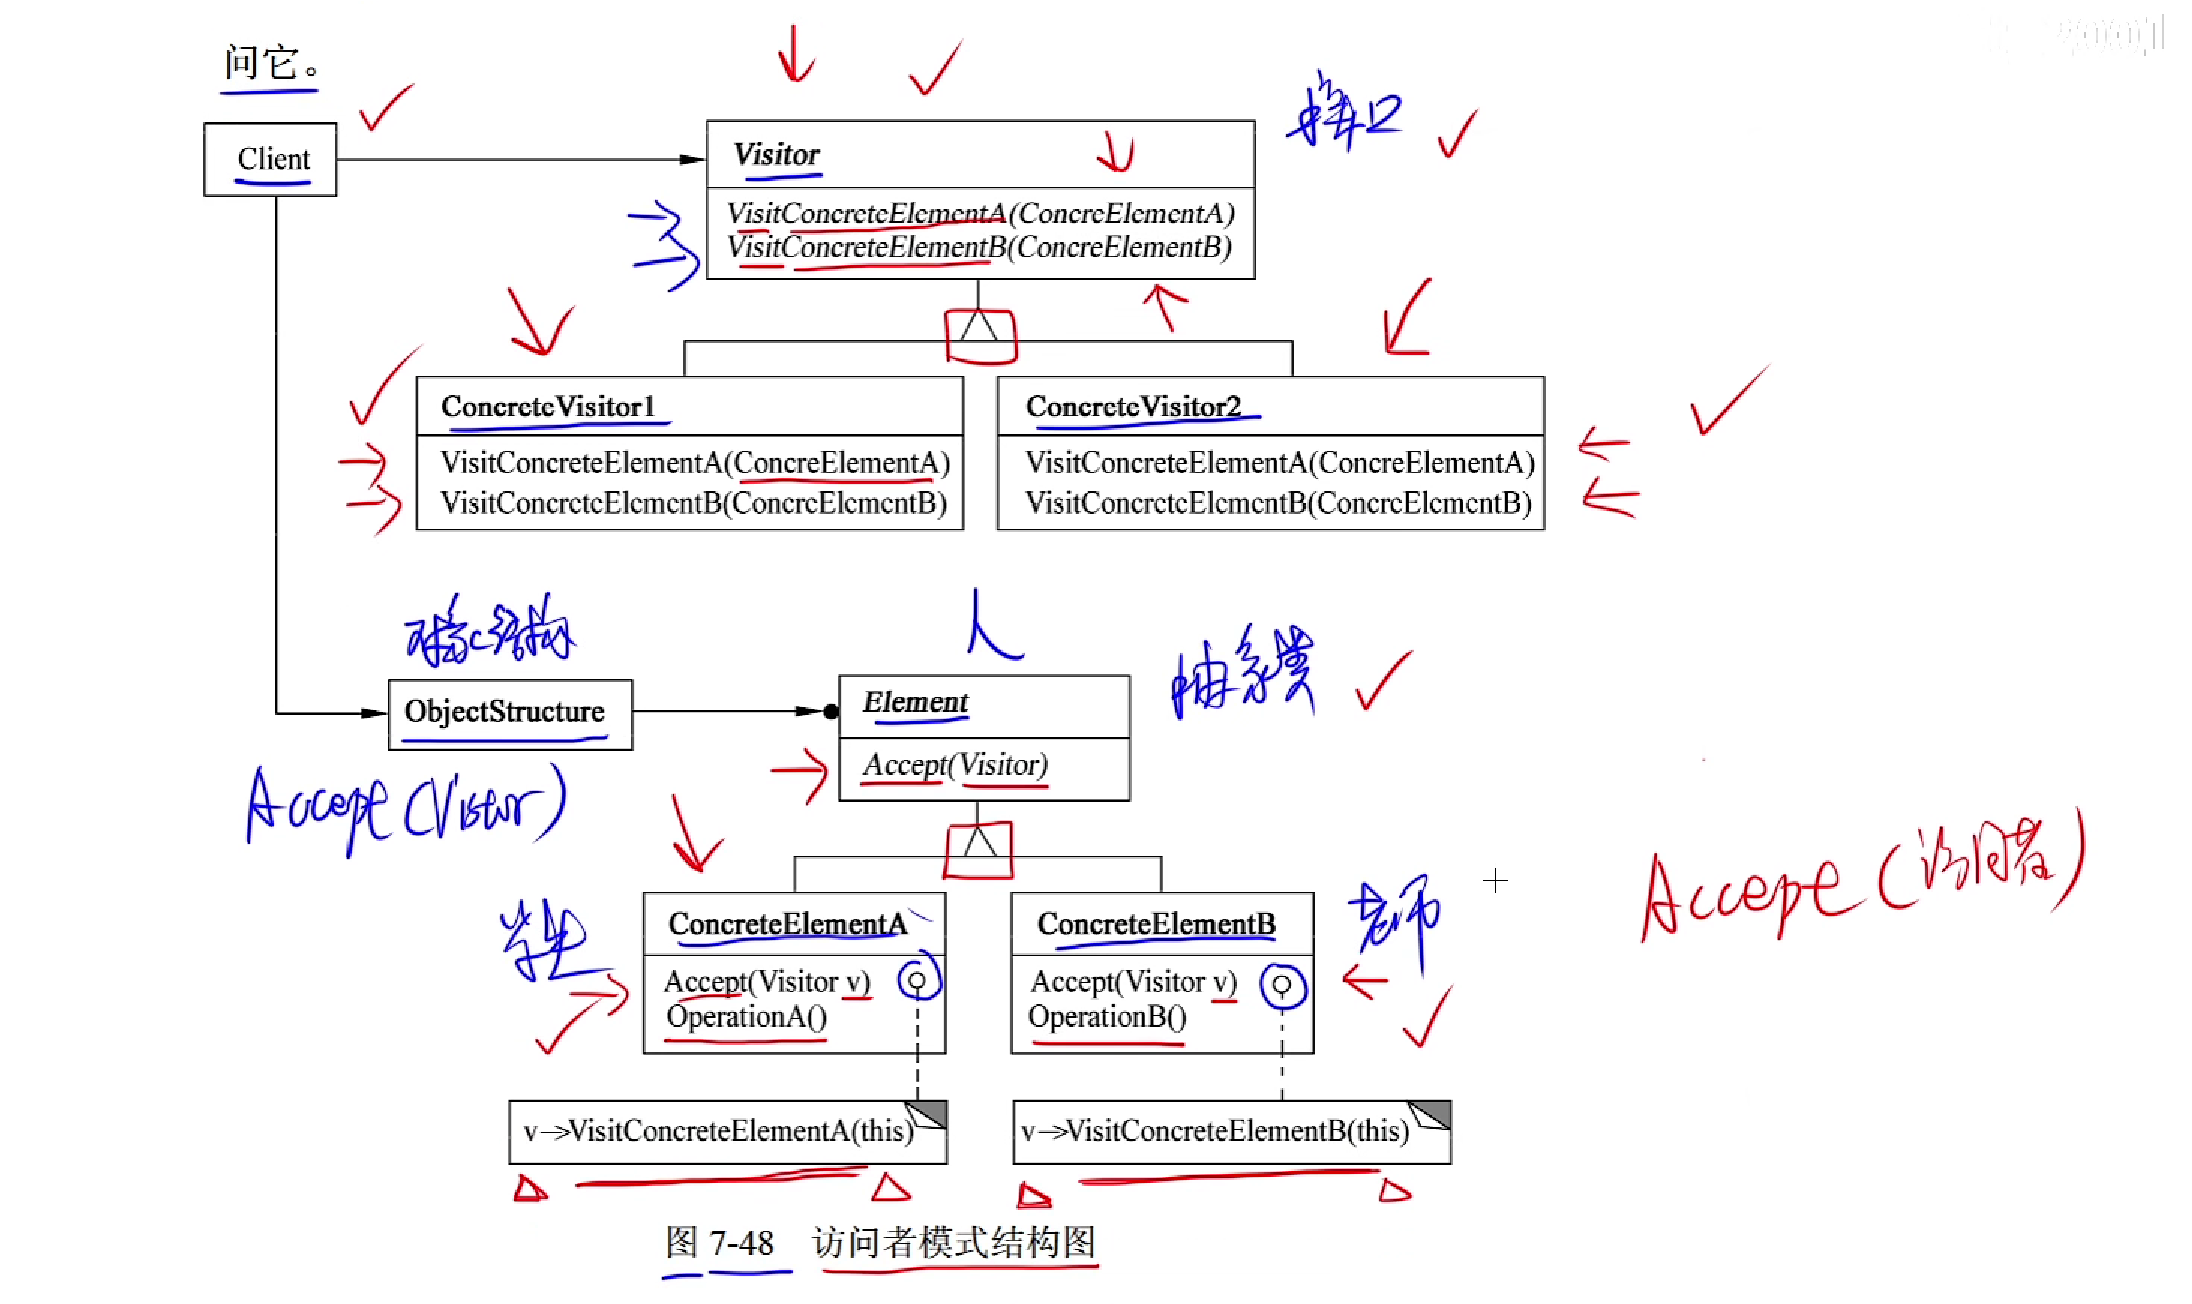 问它。
Client
Visitor
接口
VisitConcreteElementA(ConcreElementA)
VisitConcreteElementB(ConcreElementB)
ConcreteVisitor1
VisitConcreteElementA(ConcreElementA)
VisitConcreteElementB(ConcreElementB)
ConcreteVisitor2
VisitConcreteElementA(ConcreElementA)
VisitConcreteElementB(ConcreElementB)
对象结构
ObjectStructure
Accept(Vistor)
人
抽象类
Element
Accept(Visitor)
Accept(访问者)
学生
ConcreteElementA
Accept(Visitor v)
OperationA()
老师
ConcreteElementB
Accept(Visitor v)
OperationB()
v->VisitConcreteElementA(this)
v->VisitConcreteElementB(this)
图 7-48 访问者模式结构图